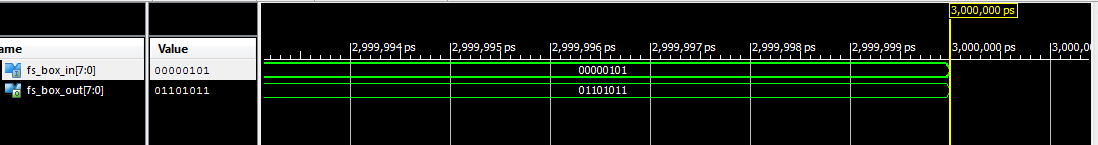 3,000,000 ps
ame Value 2,999,994 ps 2,999,995 ps 2,999,996 ps 2,999,997 ps 2,999,998 ps 2,999,999 ps 3,000,000 ps 3,000,0
fs_box_in[7:0] 00000101 00000101
fs_box_out[7:0] 01101011 01101011